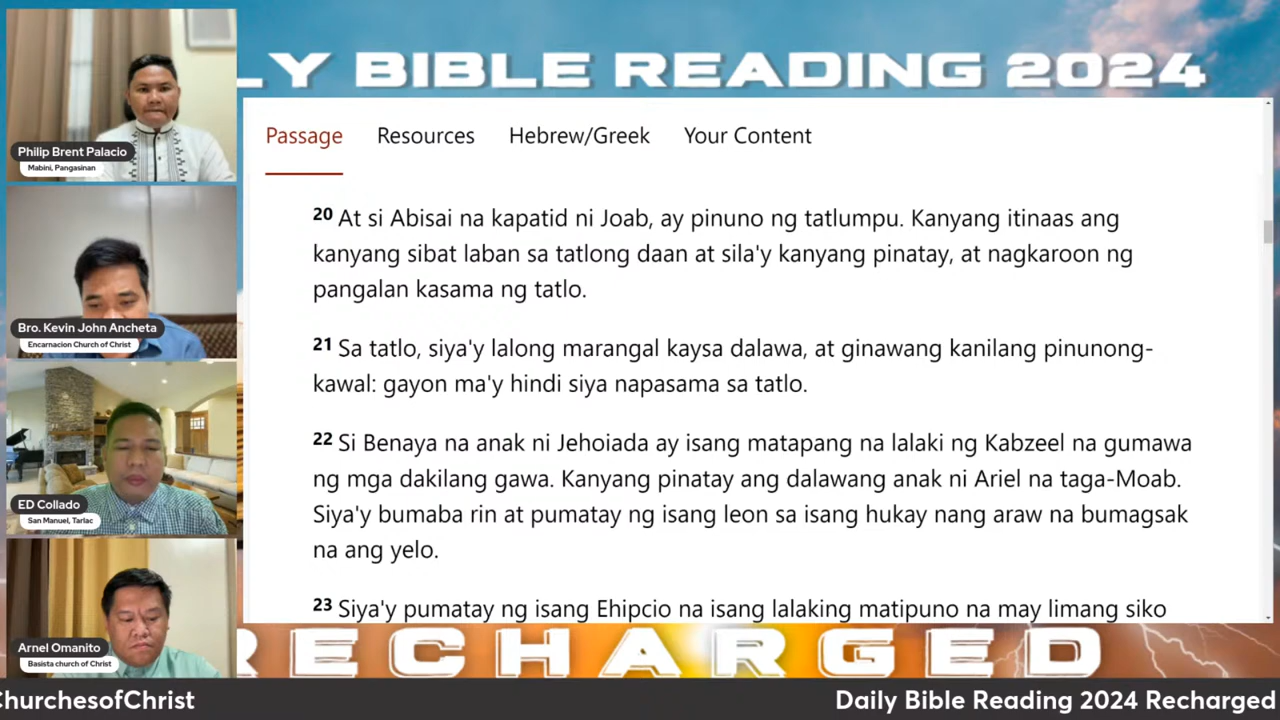 LY BIBLE READING 2024
Passage Resources Hebrew/Greek Your Content
20 At si Abisai na kapatid ni Joab, ay pinuno ng tatlumpu. Kanyang itinaas ang
kanyang sibat laban sa tatlong daan at sila'y kanyang pinatay, at nagkaroon ng
pangalan kasama ng tatlo.
21 Sa tatlo, siya'y lalong marangal kaysa dalawa, at ginawang kanilang pinunong-
kawal: gayon ma'y hindi siya napasama sa tatlo.
22 Si Benaya na anak ni Jehoiada ay isang matapang na lalaki ng Kabzeel na gumawa
ng mga dakilang gawa. Kanyang pinatay ang dalawang anak ni Ariel na taga-Moab.
Siya'y bumaba rin at pumatay ng isang leon sa isang hukay nang araw na bumagsak
na ang yelo.
23 Siya'y pumatay ng isang Ehipcio na isang lalaking matipuno na may limang siko
Philip Brent Palacio
Mabini, Pangasinan
Bro. Kevin John Ancheta
Encarnacion Church of Christ
ED Collado
San Manuel, Tarlac
Arnel Omanito
Basista church of Christ
RECHARGED
ChurchesofChrist
Daily Bible Reading 2024 Recharged